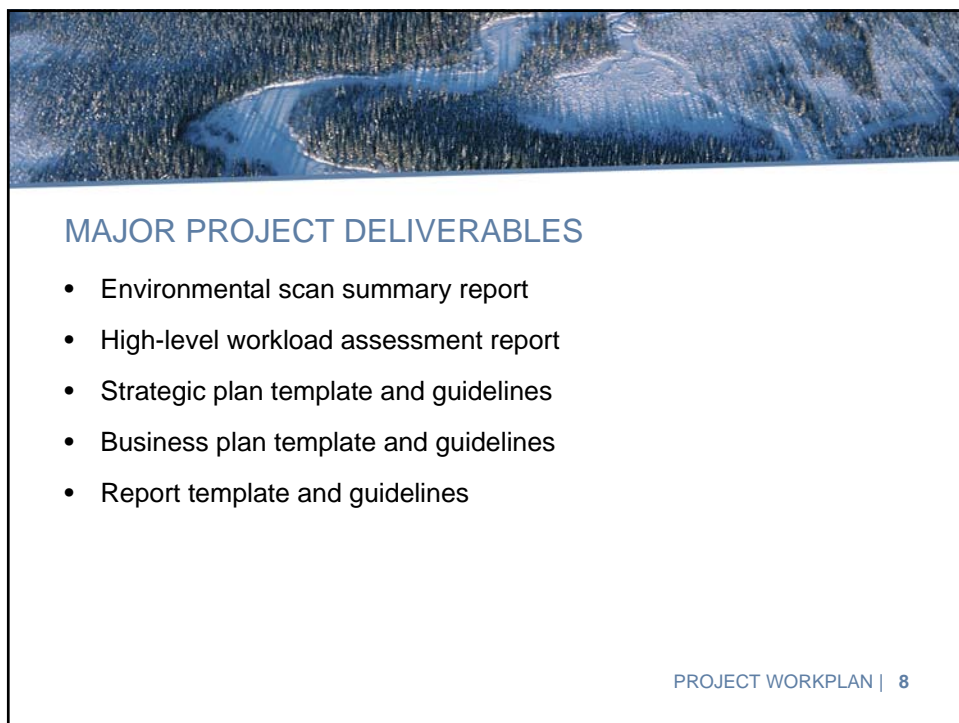 MAJOR PROJECT DELIVERABLES
• Environmental scan summary report
• High-level workload assessment report
• Strategic plan template and guidelines
• Business plan template and guidelines
• Report template and guidelines
PROJECT WORKPLAN | 8